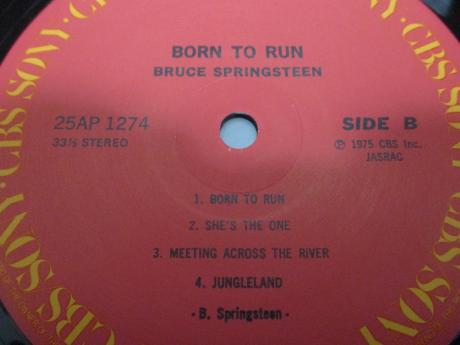 CBS SONY · CBS SONY · CBS SONY
BORN TO RUN
BRUCE SPRINGSTEEN
25AP 1274
33⅓ STEREO
SIDE B
Ⓟ 1975 CBS Inc.
JASRAC
1. BORN TO RUN
2. SHE'S THE ONE
3. MEETING ACROSS THE RIVER
4. JUNGLELAND
· B. Springsteen ·